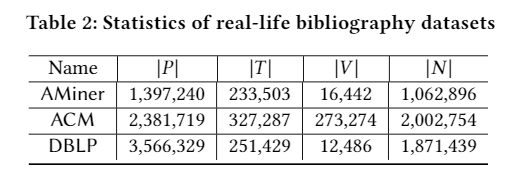 Table 2: Statistics of real-life bibliography datasets
Name |P| |T| |V| |N|
AMiner 1,397,240 233,503 16,442 1,062,896
ACM 2,381,719 327,287 273,274 2,002,754
DBLP 3,566,329 251,429 12,486 1,871,439